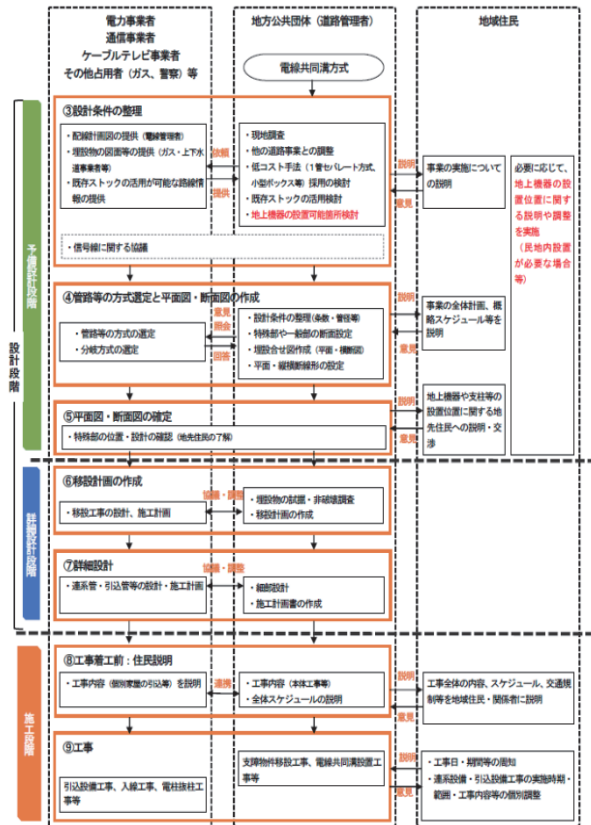 電力事業者
通信事業者
ケーブルテレビ事業者
その他占用者（ガス、警察）等
地方公共団体（道路管理者）
地域住民
電線共同溝方式
設計段階
予備設計段階
③設計条件の整理
・配線計画図の提供（電線管理者）
・埋設物の図面等の提供（ガス・上下水
道事業者等）
・既存ストックの活用が可能な路線情
報の提供
依頼
提供
・現地調査
・他の道路事業との調整
・低コスト手法（１管セパレート方式、
小型ボックス等）採用の検討
・既存ストックの活用検討
・地上機器の設置可能箇所検討
説明
意見
事業の実施について
の説明
必要に応じて、
地上機器の設
置位置に関す
る説明や調整
を実施
（民地内設置
が必要な場合
等）
・信号線に関する協議
④管路等の方式選定と平面図・断面図の作成
・管路等の方式の選定
・分岐方式の選定
意見
照会
回答
・設計条件の整理（条数・管径等）
・特殊部や一般部の断面設定
・埋設合せ図作成（平面・横断図）
・平面・縦横断線形の設定
説明
意見
事業の全体計画、概
略スケジュール等を
説明
⑤平面図・断面図の確定
・特殊部の位置・設計の確認（地先住民の了解）
説明
意見
地上機器や支柱等の
設置位置に関する地
先住民への説明・交
渉
詳細設計段階
⑥移設計画の作成
・移設工事の設計、施工計画
協議・調整
・埋設物の試掘・非破壊調査
・移設計画の作成
⑦詳細設計
・連系管・引込管等の設計・施工計画
協議・調整
・細部設計
・施工計画書の作成
施工段階
⑧工事着工前：住民説明
・工事内容（個別家屋の引込等）を説明
連携
・工事内容（本体工事等）
・全体スケジュールの説明
説明
意見
工事全体の内容、スケジュール、交通規
制等を地域住民・関係者に説明
⑨工事
引込設備工事、入線工事、電柱抜柱工
事等
支障物件移設工事、電線共同溝設置工
事等
説明
意見
・工事日・期間等の周知
・連系設備・引込設備工事の実施時期・
範囲・工事内容等の個別調整